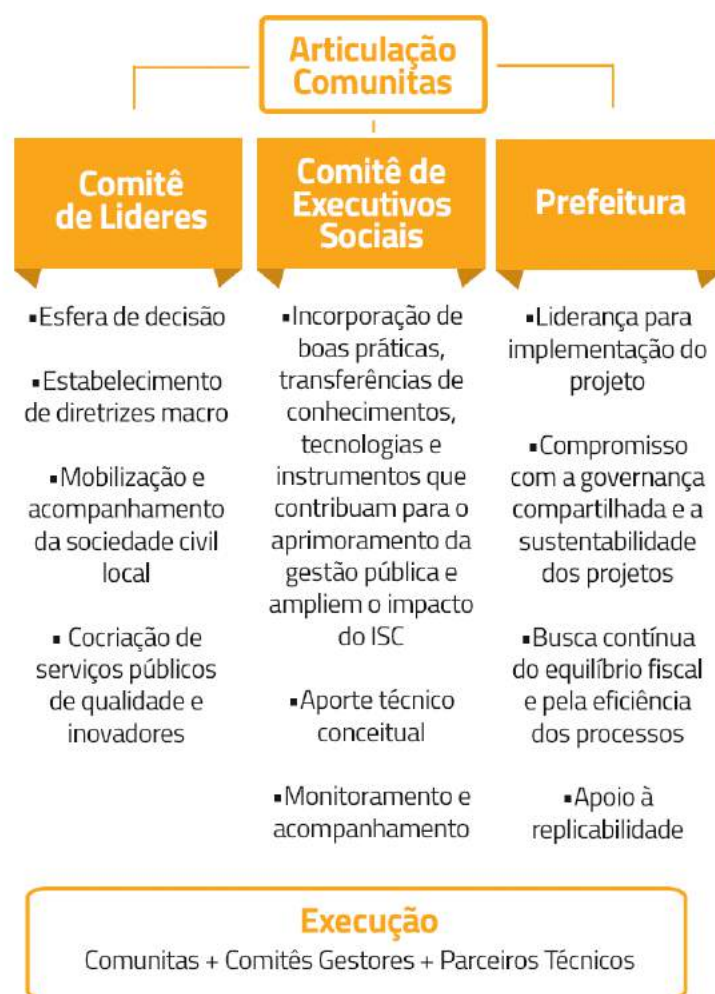 Articulação
Comunitas
Comitê
de Lideres
▪Esfera de decisão
▪Estabelecimento
de diretrizes macro
▪Mobilização e
acompanhamento
da sociedade civil
local
▪ Cocriação de
serviços públicos
de qualidade e
inovadores
Comitê de
Executivos
Sociais
▪Incorporação de
boas práticas,
transferências de
conhecimentos,
tecnologias e
instrumentos que
contribuam para o
aprimoramento da
gestão pública e
ampliem o impacto
do ISC
▪Aporte técnico
conceitual
▪Monitoramento e
acompanhamento
Prefeitura
▪Liderança para
implementação do
projeto
▪Compromisso
com a governança
compartilhada e a
sustentabilidade
dos projetos
▪Busca contínua
do equilíbrio fiscal
e pela eficiência
dos processos
▪Apoio à
replicabilidade
Execução
Comunitas + Comitês Gestores + Parceiros Técnicos